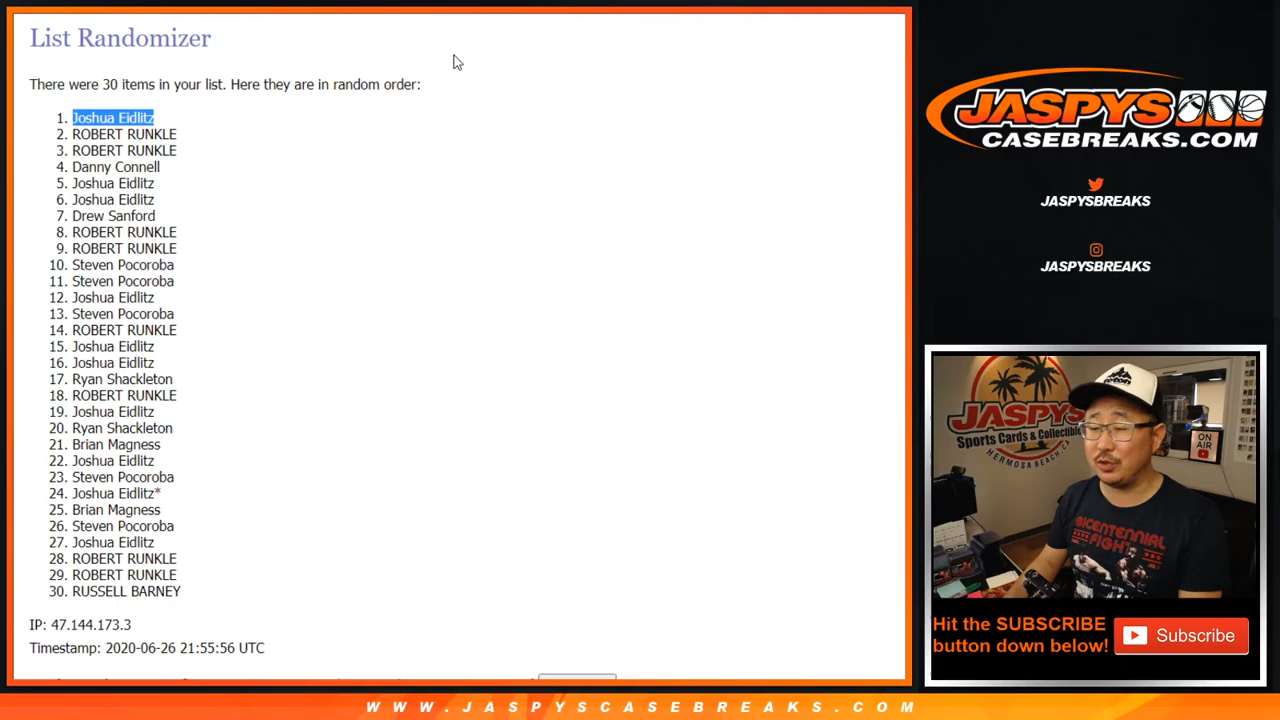 List Randomizer
There were 30 items in your list. Here they are in random order:
1. Joshua Eidlitz
2. ROBERT RUNKLE
3. ROBERT RUNKLE
4. Danny Connell
5. Joshua Eidlitz
6. Joshua Eidlitz
7. Drew Sanford
8. ROBERT RUNKLE
9. ROBERT RUNKLE
10. Steven Pocoroba
11. Steven Pocoroba
12. Joshua Eidlitz
13. Steven Pocoroba
14. ROBERT RUNKLE
15. Joshua Eidlitz
16. Joshua Eidlitz
17. Ryan Shackleton
18. ROBERT RUNKLE
19. Joshua Eidlitz
20. Ryan Shackleton
21. Brian Magness
22. Joshua Eidlitz
23. Steven Pocoroba
24. Joshua Eidlitz*
25. Brian Magness
26. Steven Pocoroba
27. Joshua Eidlitz
28. ROBERT RUNKLE
29. ROBERT RUNKLE
30. RUSSELL BARNEY
IP: 47.144.173.3
Timestamp: 2020-06-26 21:55:56 UTC
JASPYS
CASEBREAKS.COM
JASPYSBREAKS
JASPYSBREAKS
JASPYS
Sports Cards & Collectible
HERMOSA BEACH, CA
ON
AIR
BICENTENNIAL
FIGHT
Hit the SUBSCRIBE
button down below!
Subscribe
WWW.JASPYSCASEBREAKS.COM